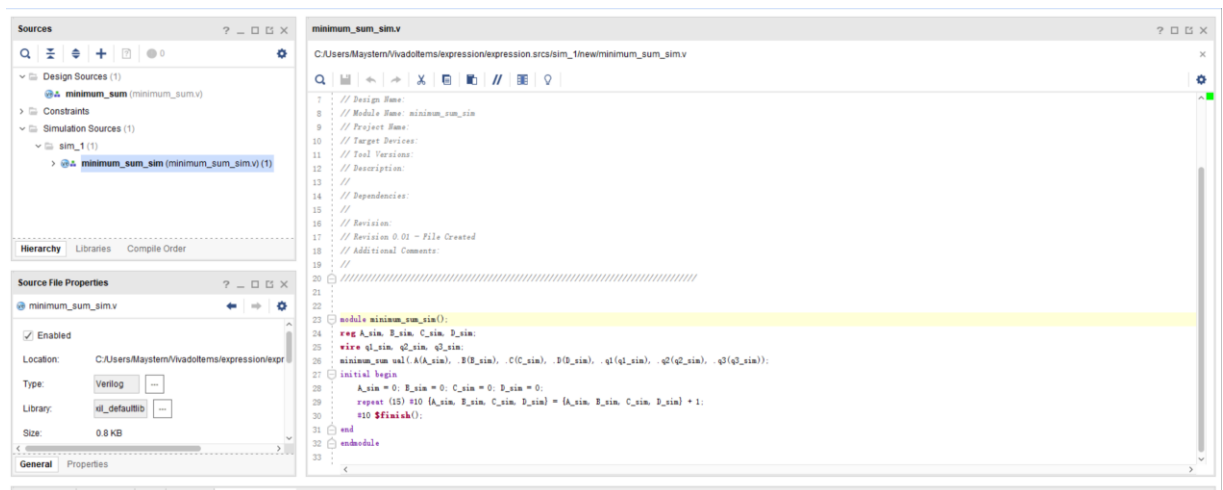 Sources
? _ □ X
0
Design Sources (1)
minimum_sum (minimum_sum.v)
Constraints
Simulation Sources (1)
sim_1 (1)
minimum_sum_sim (minimum_sum_sim.v) (1)
Hierarchy Libraries Compile Order
Source File Properties
? _ □ X
minimum_sum_sim.v
Enabled
Location: C:/Users/Maystern/VivadoItems/expression/expr
Type: Verilog ...
Library: xil_defaultlib ...
Size: 0.8 KB
General Properties
minimum_sum_sim.v
? □ X
C:/Users/Maystern/VivadoItems/expression/expression.srcs/sim_1/new/minimum_sum_sim.v
7 // Design Name:
8 // Module Name: minimum_sum_sim
9 // Project Name:
10 // Target Devices:
11 // Tool Versions:
12 // Description:
13 //
14 // Dependencies:
15 //
16 // Revision:
17 // Revision 0.01 - File Created
18 // Additional Comments:
19 //
20 //////////////////////////////////////////////////////////////////////////////////
21
22
23 module minimum_sum_sim();
24 reg A_sim, B_sim, C_sim, D_sim;
25 wire q1_sim, q2_sim, q3_sim;
26 minimum_sum ual(.A(A_sim), .B(B_sim), .C(C_sim), .D(D_sim), .q1(q1_sim), .q2(q2_sim), .q3(q3_sim));
27 initial begin
28 A_sim = 0; B_sim = 0; C_sim = 0; D_sim = 0;
29 repeat (15) #10 {A_sim, B_sim, C_sim, D_sim} = {A_sim, B_sim, C_sim, D_sim} + 1;
30 #10 $finish();
31 end
32 endmodule
33